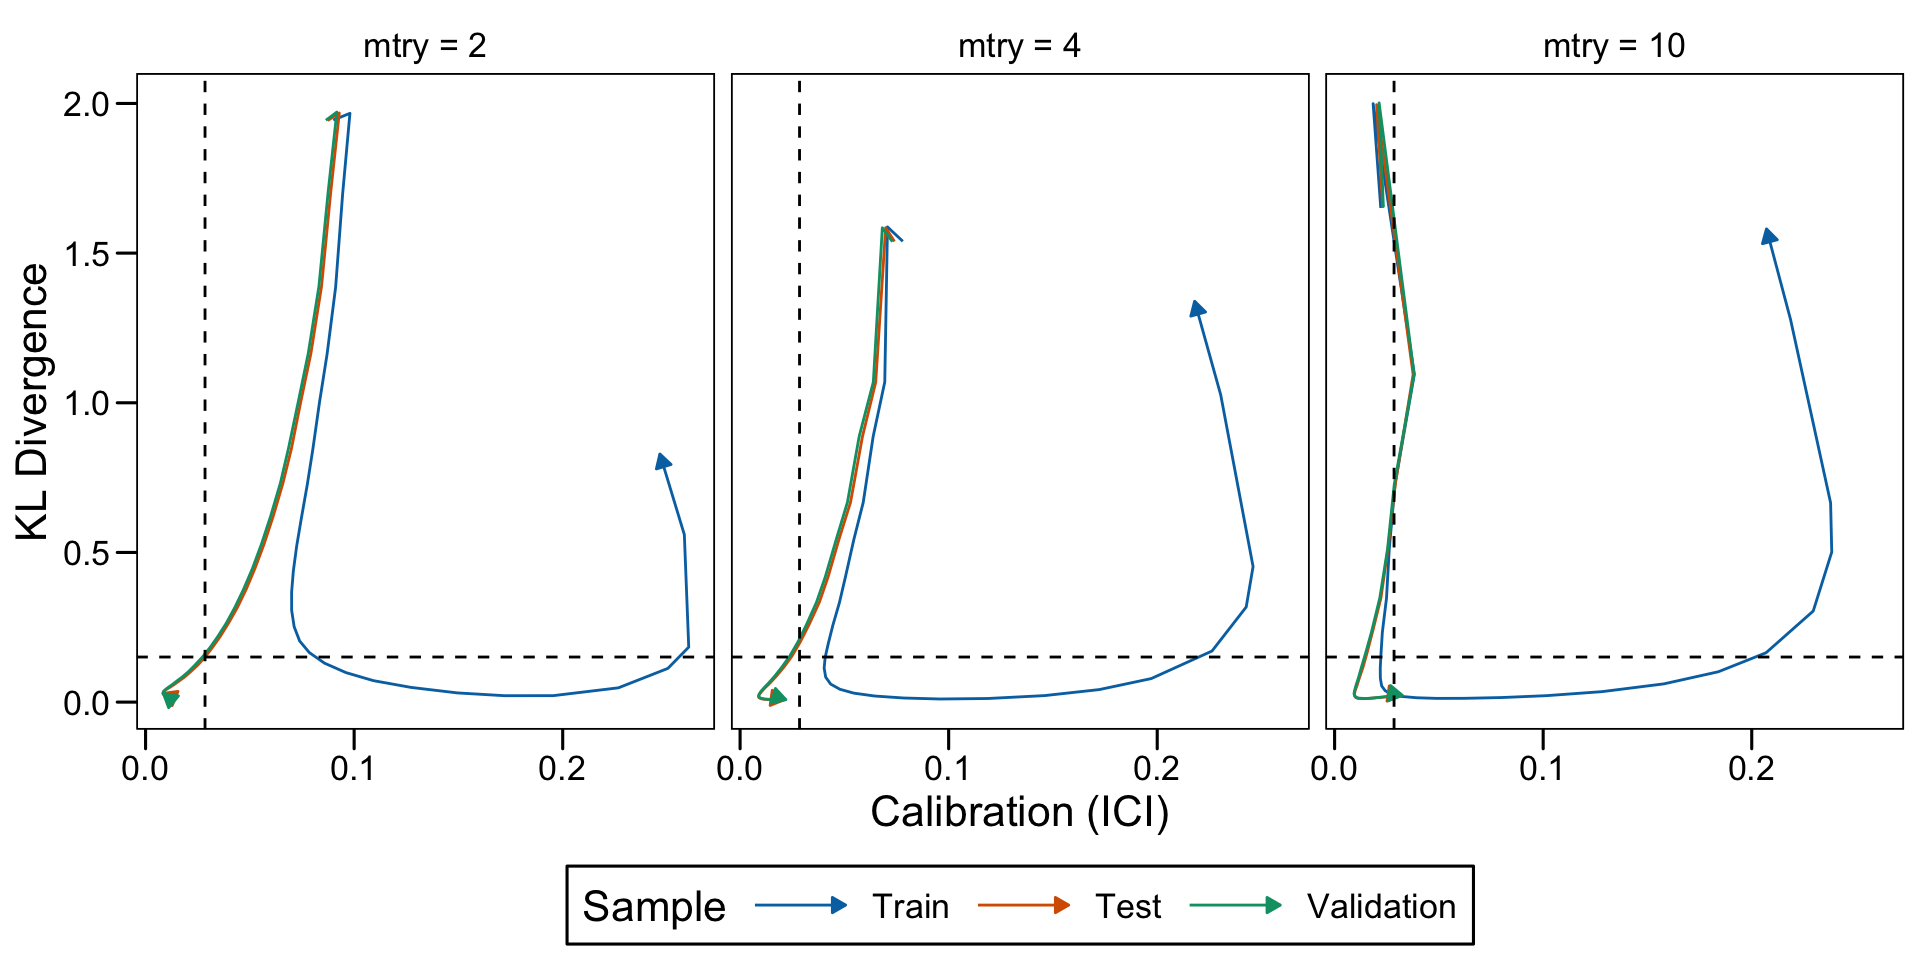 mtry = 2
mtry = 4
mtry = 10
KL Divergence
2.0
1.5
1.0
0.5
0.0
0.0 0.1 0.2
0.0 0.1 0.2
0.0 0.1 0.2
Calibration (ICI)
Sample Train Test Validation